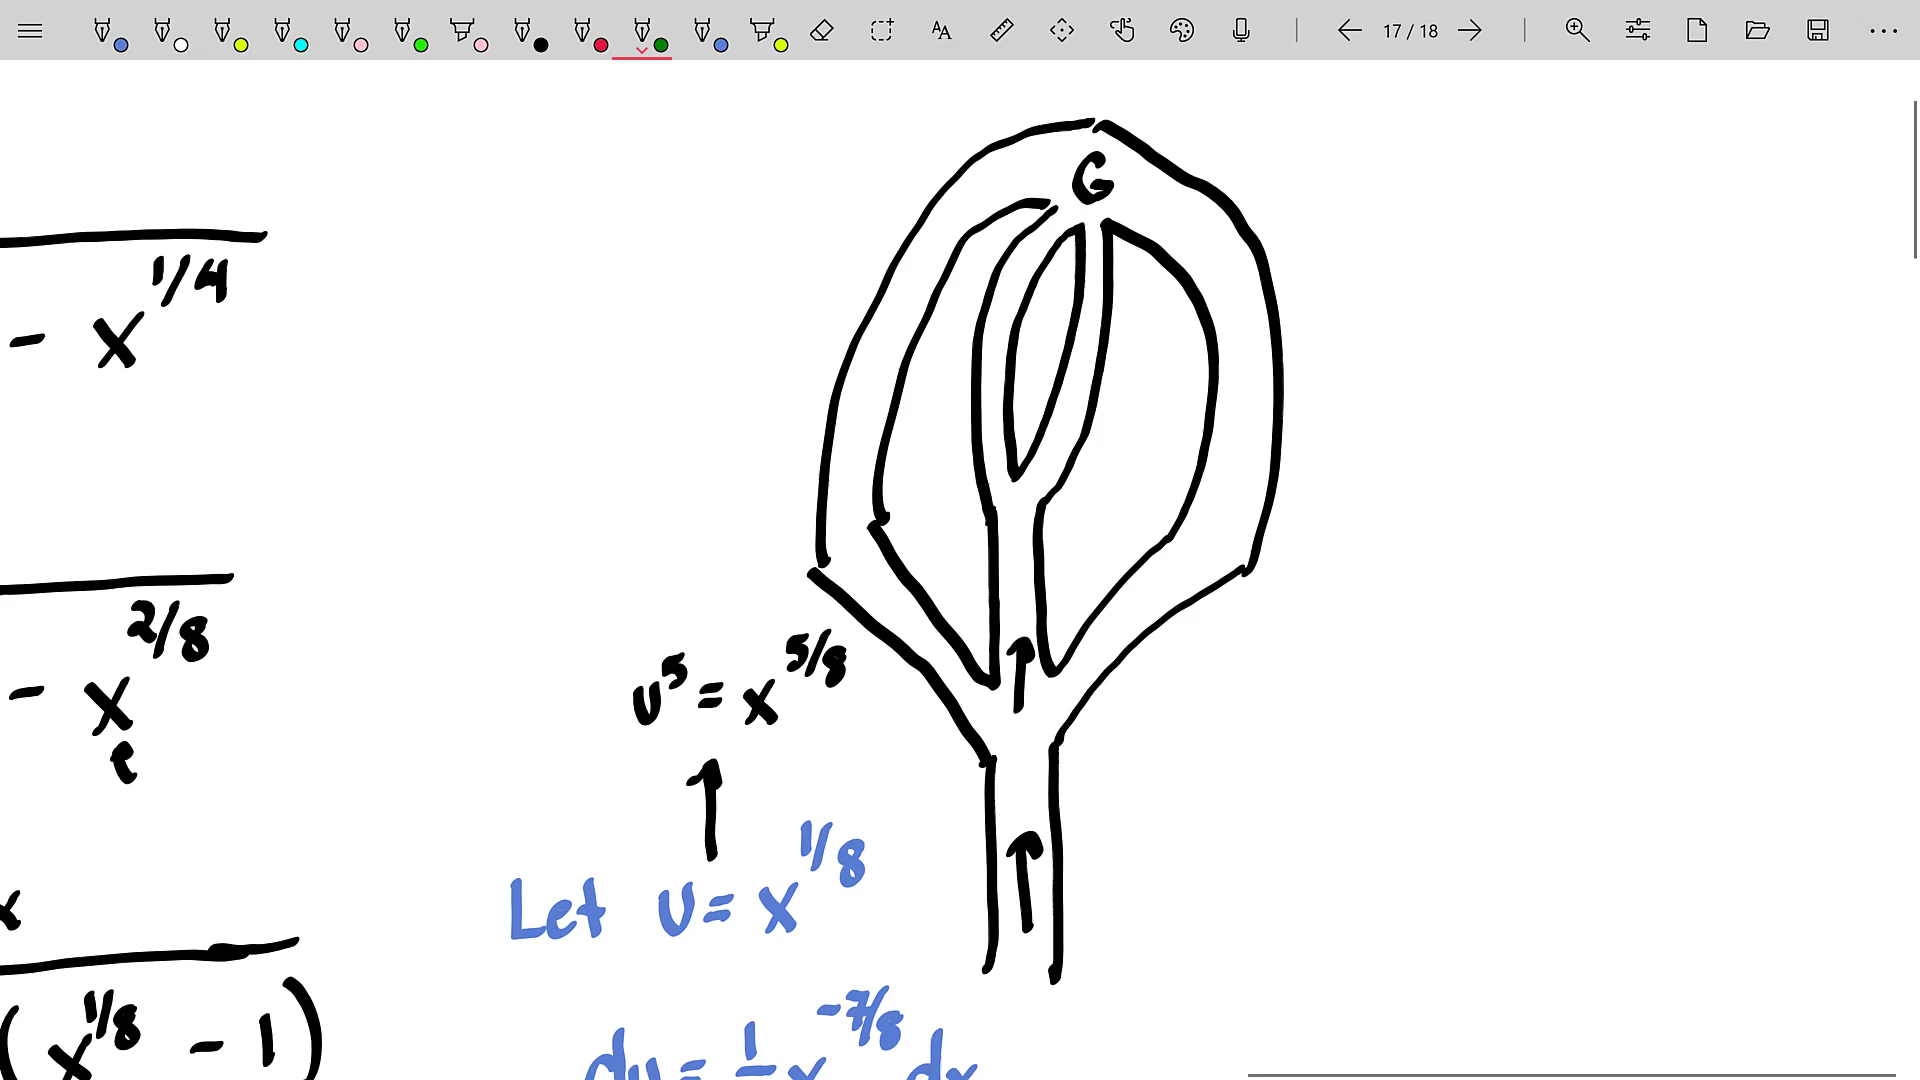 17 / 18
G
- x^{1/4}
- x^{2/8}
u^5 = x^{5/8}
Let u = x^{1/8}
x
(x^{1/8} - 1)
du = 1 x^{-7/8} dx